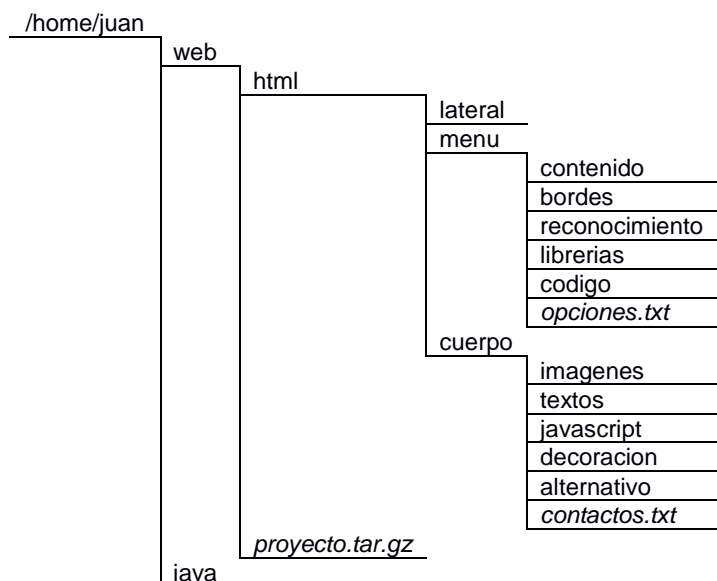 /home/juan
web
html
lateral
menu
contenido
bordes
reconocimiento
librerias
codigo
opciones.txt
cuerpo
imagenes
textos
javascript
decoracion
alternativo
contactos.txt
proyecto.tar.gz
java